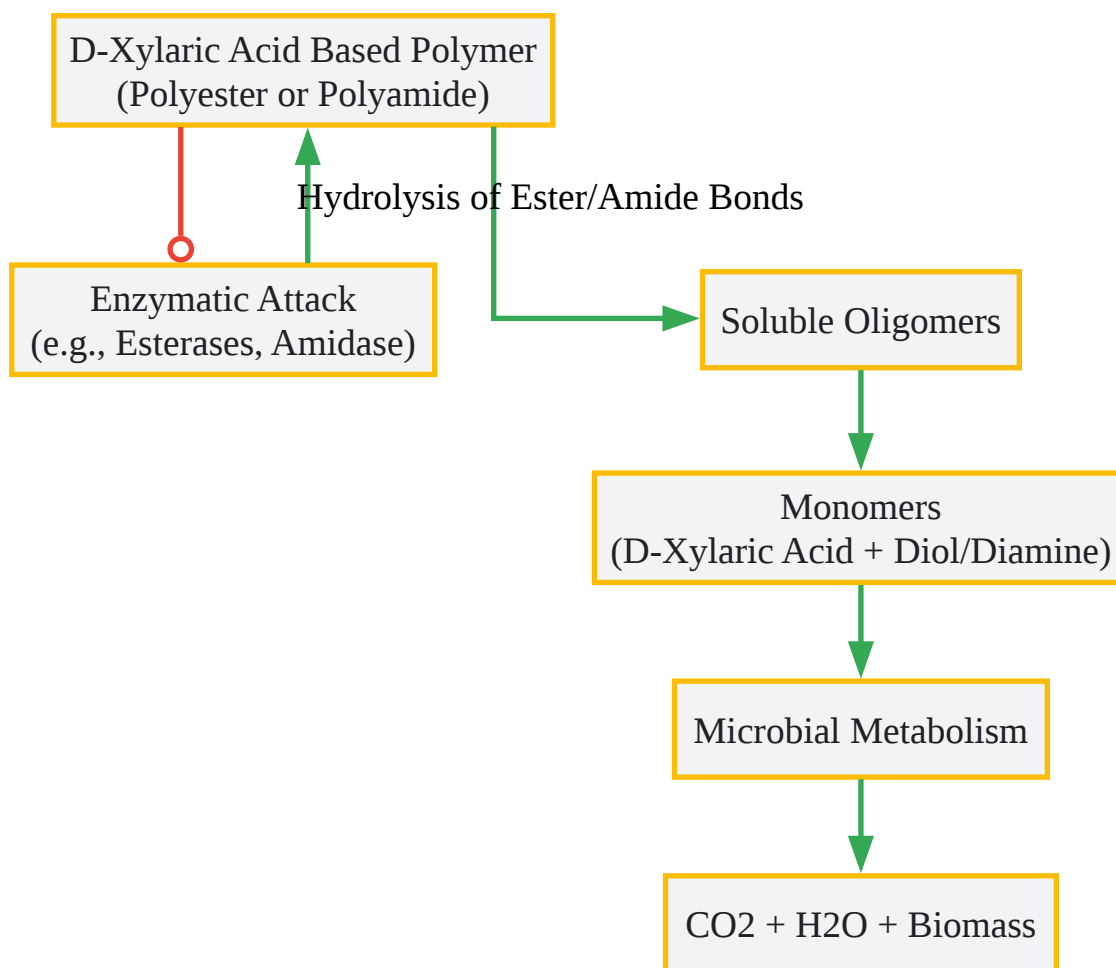 D-Xylaric Acid Based Polymer
(Polyester or Polyamide)
Hydrolysis of Ester/Amide Bonds
Enzymatic Attack
(e.g., Esterases, Amidase)
Soluble Oligomers
Monomers
(D-Xylaric Acid + Diol/Diamine)
Microbial Metabolism
CO2 + H2O + Biomass